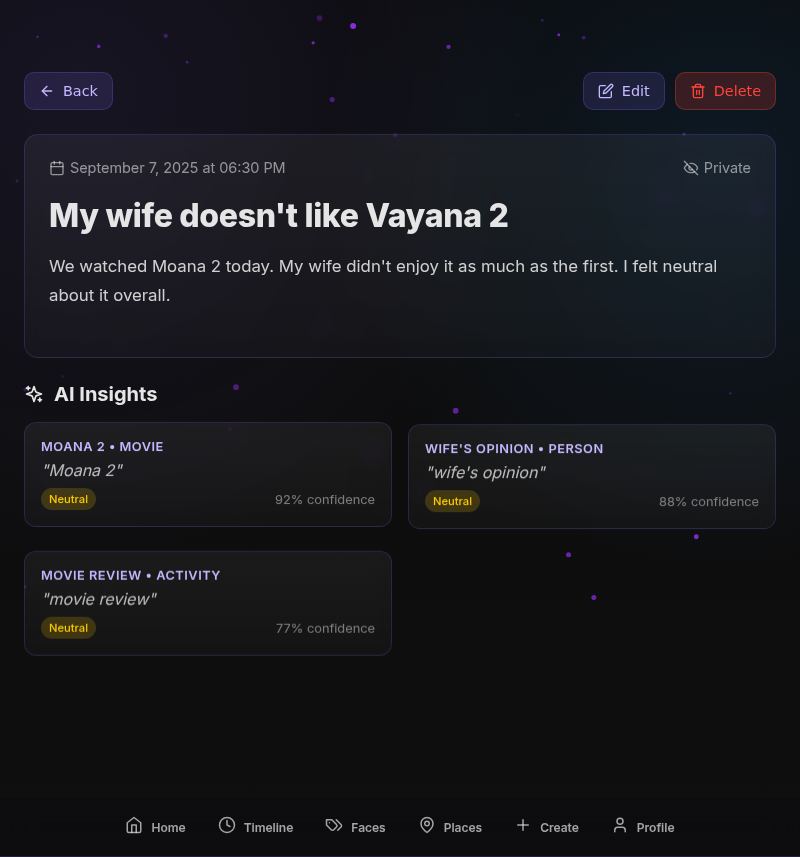 Back
Edit
Delete
September 7, 2025 at 06:30 PM
Private
My wife doesn't like Vayana 2
We watched Moana 2 today. My wife didn't enjoy it as much as the first. I felt neutral
about it overall.
AI Insights
MOANA 2 • MOVIE
"Moana 2"
Neutral
92% confidence
WIFE'S OPINION • PERSON
"wife's opinion"
Neutral
88% confidence
MOVIE REVIEW • ACTIVITY
"movie review"
Neutral
77% confidence
Home
Timeline
Faces
Places
Create
Profile